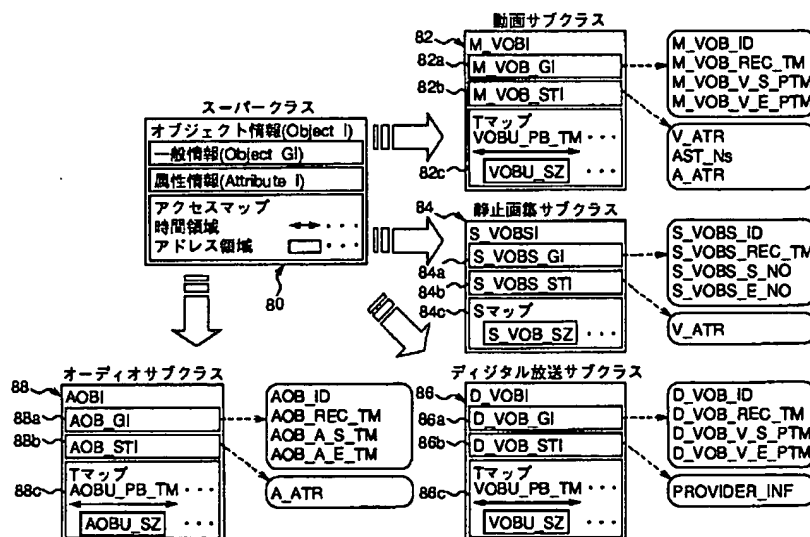 スーパークラス
オブジェクト情報(Object I)
一般情報(Object GI)
属性情報(Attribute I)
アクセスマップ
時間領域 ・・・
アドレス領域 ・・・
80
動画サブクラス
82
M_VOBI
82a
M_VOB_GI
82b
M_VOB_STI
Tマップ
VOBU_PB_TM ・・・
82c
VOBU_SZ ・・・
M_VOB_ID
M_VOB_REC_TM
M_VOB_V_S_PTM
M_VOB_V_E_PTM
V_ATR
AST_Ns
A_ATR
静止画集サブクラス
84
S_VOBSI
S_VOBS_GI
84a
S_VOBS_STI
84b
84c
Sマップ
S_VOB_SZ ・・・
S_VOBS_ID
S_VOBS_REC_TM
S_VOBS_S_NO
S_VOBS_E_NO
V_ATR
オーディオサブクラス
88
AOBI
88a
AOB_GI
88b
AOB_STI
Tマップ
88c
AOBU_PB_TM ・・・
AOBU_SZ ・・・
AOB_ID
AOB_REC_TM
AOB_A_S_TM
AOB_A_E_TM
A_ATR
ディジタル放送サブクラス
86
D_VOBI
86a
D_VOB_GI
86b
D_VOB_STI
Tマップ
86c
VOBU_PB_TM ・・・
VOBU_SZ ・・・
D_VOB_ID
D_VOB_REC_TM
D_VOB_V_S_PTM
D_VOB_V_E_PTM
PROVIDER_INF